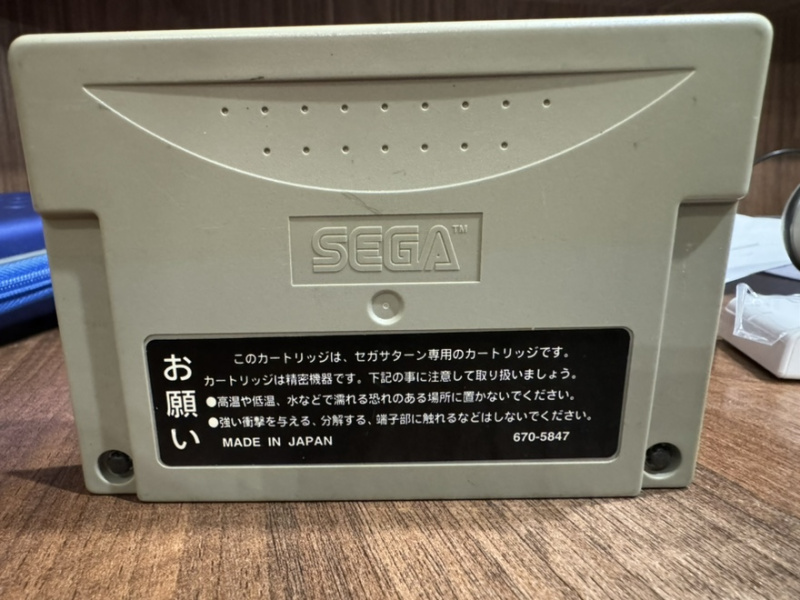 SEGA™
お願い
このカートリッジは、セガサターン専用のカートリッジです。
カートリッジは精密機器です。下記の事に注意して取り扱いましょう。
●高温や低温、水などで濡れる恐れのある場所に置かないでください。
●強い衝撃を与える、分解する、端子部に触れるなどはしないでください。
MADE IN JAPAN 670-5847